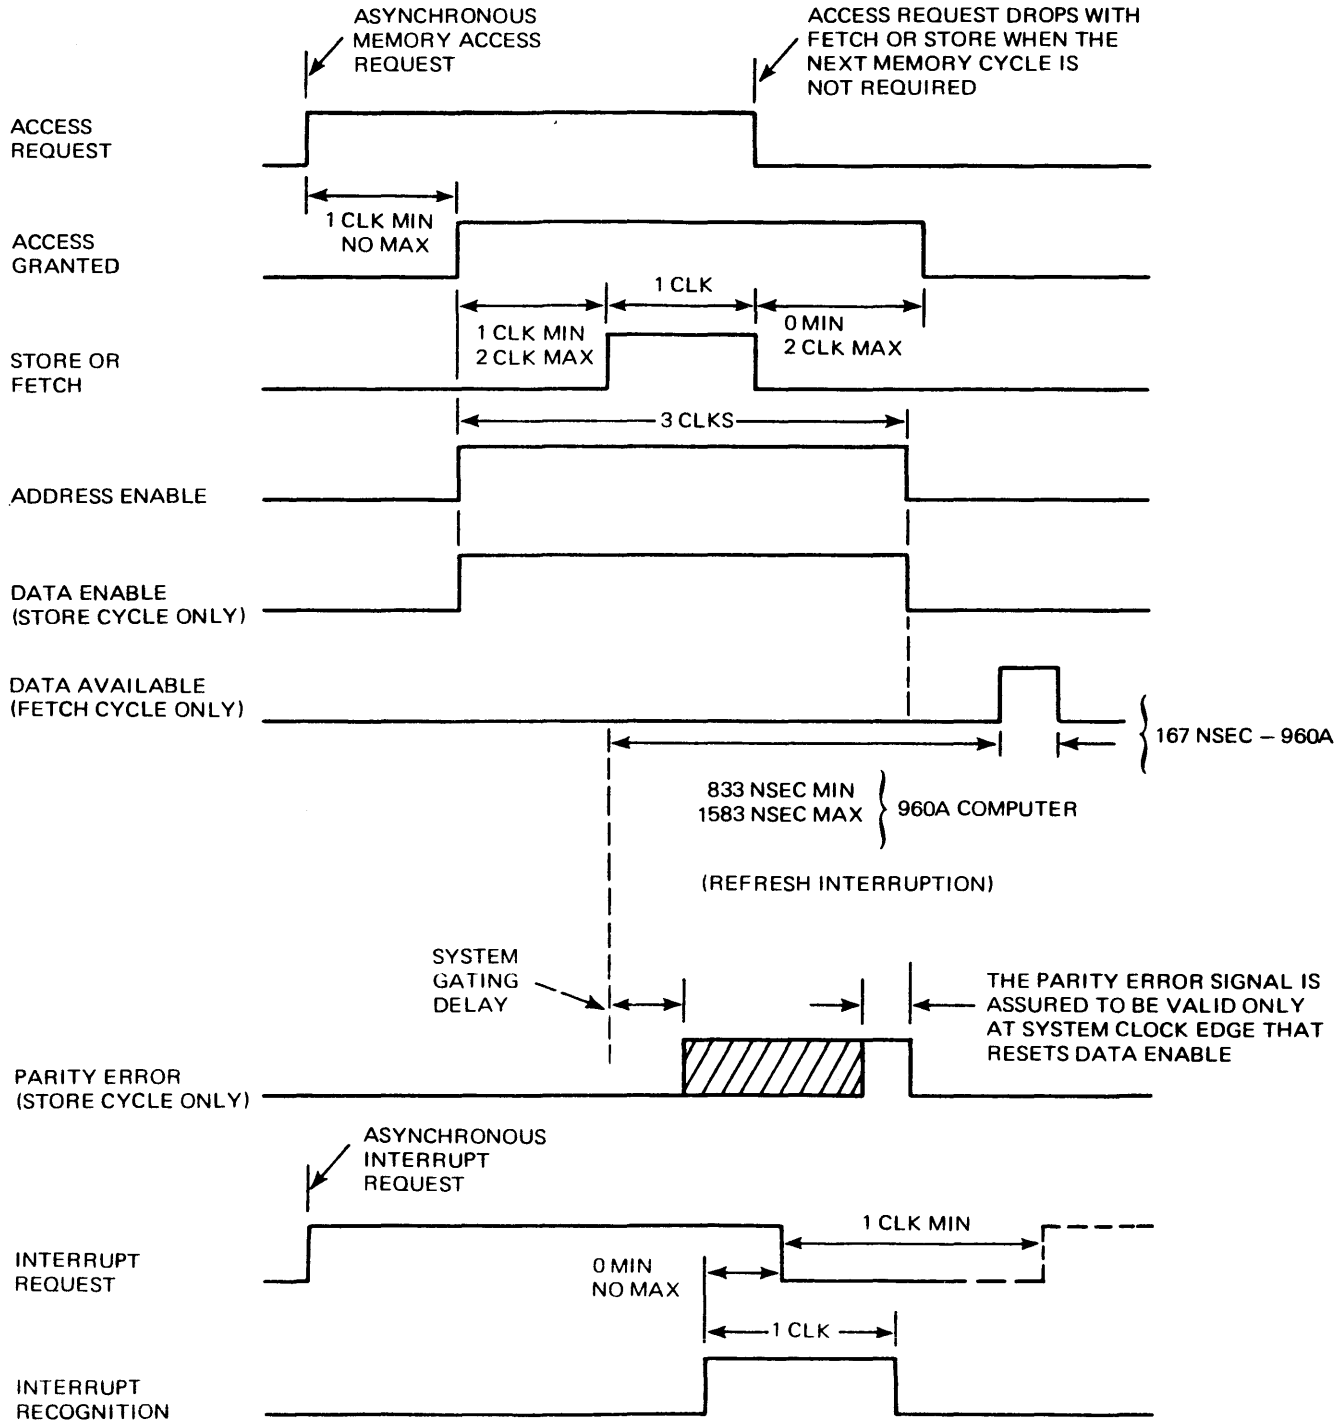 ASYNCHRONOUS
MEMORY ACCESS
REQUEST
ACCESS REQUEST DROPS WITH
FETCH OR STORE WHEN THE
NEXT MEMORY CYCLE IS
NOT REQUIRED
ACCESS
REQUEST
1 CLK MIN
NO MAX
ACCESS
GRANTED
1 CLK
1 CLK MIN
2 CLK MAX
0 MIN
2 CLK MAX
STORE OR
FETCH
3 CLKS
ADDRESS ENABLE
DATA ENABLE
(STORE CYCLE ONLY)
DATA AVAILABLE
(FETCH CYCLE ONLY)
167 NSEC – 960A
833 NSEC MIN
1583 NSEC MAX
960A COMPUTER
(REFRESH INTERRUPTION)
SYSTEM
GATING
DELAY
THE PARITY ERROR SIGNAL IS
ASSURED TO BE VALID ONLY
AT SYSTEM CLOCK EDGE THAT
RESETS DATA ENABLE
PARITY ERROR
(STORE CYCLE ONLY)
ASYNCHRONOUS
INTERRUPT
REQUEST
1 CLK MIN
INTERRUPT
REQUEST
0 MIN
NO MAX
1 CLK
INTERRUPT
RECOGNITION